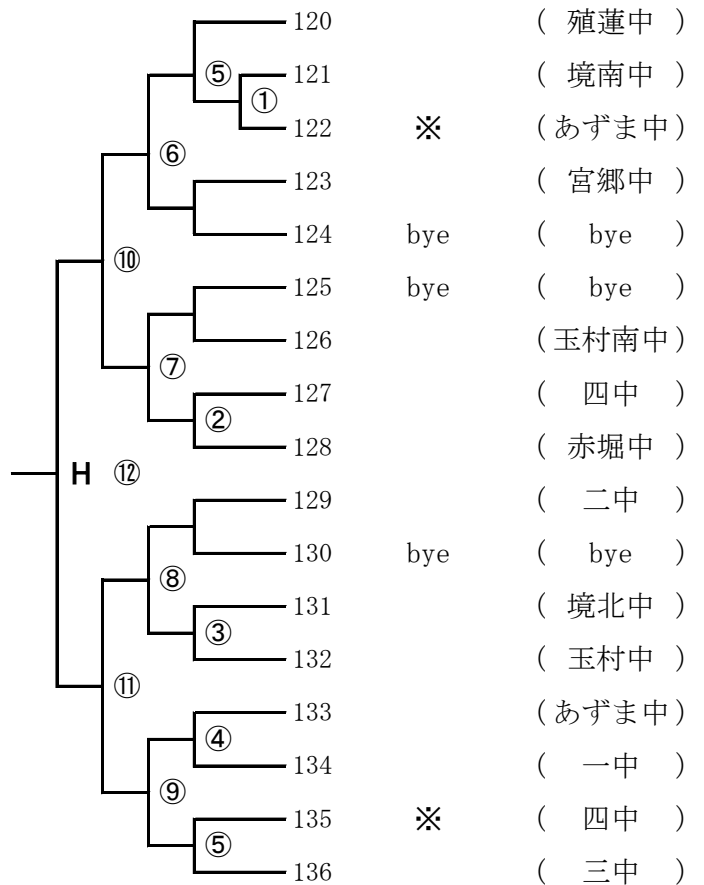 120 ( 殖蓮中 )
⑤ 121 ( 境南中 )
①
122 ※ (あずま中)
⑥
123 ( 宮郷中 )
124 bye ( bye )
⑩
125 bye ( bye )
126 (玉村南中)
⑦
127 ( 四中 )
②
128 ( 赤堀中 )
H ⑫
129 ( 二中 )
130 bye ( bye )
⑧
131 ( 境北中 )
③
132 ( 玉村中 )
⑪
133 (あずま中)
④
134 ( 一中 )
⑨
135 ※ ( 四中 )
⑤
136 ( 三中 )